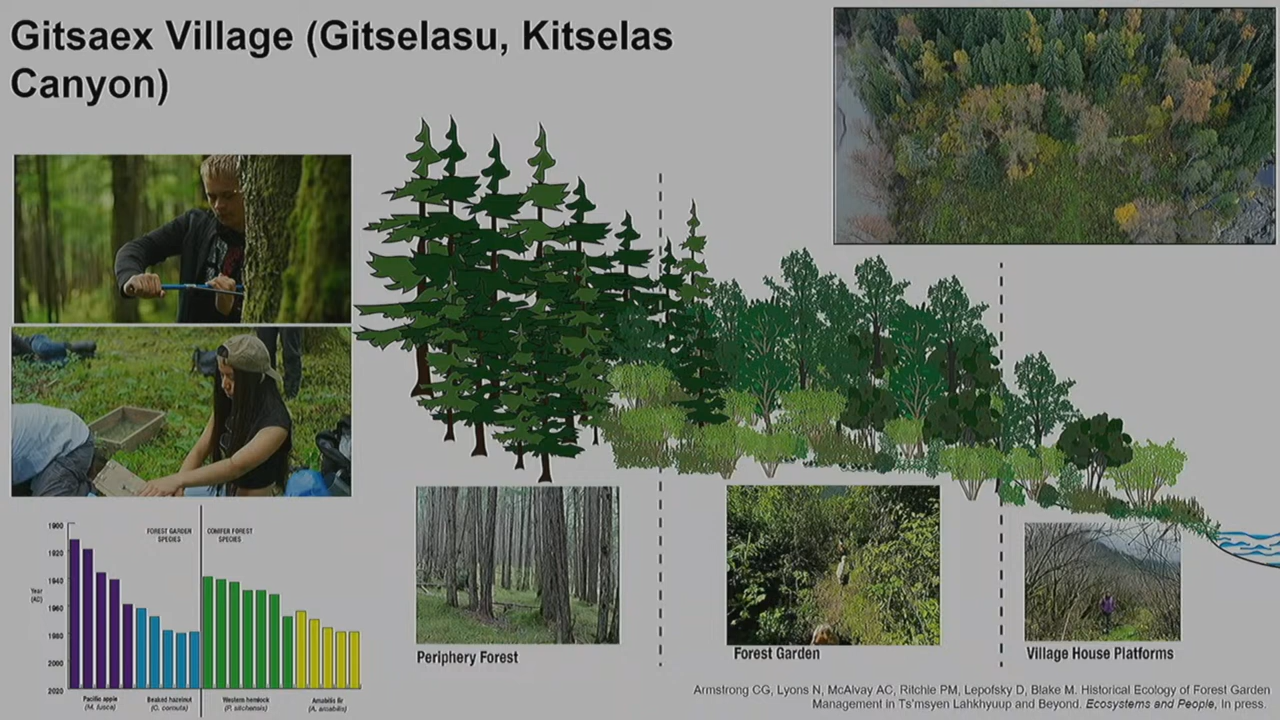 Gitsaex Village (Gitselasu, Kitselas
Canyon)
FOREST GARDEN
SPECIES
CONIFER FOREST
SPECIES
1900
1920
1940
Year
(AD)
1960
1980
2000
2020
Pacific apple
(M. fusca)
Beaked hazelnut
(C. cornuta)
Western hemlock
(P. sitchensis)
Amabilis fir
(A. amabilis)
Periphery Forest
Forest Garden
Village House Platforms
Armstrong CG, Lyons N, McAlvay AC, Ritchie PM, Lepofsky D, Blake M. Historical Ecology of Forest Garden
Management in Ts'msyen Lahkhyuup and Beyond. Ecosystems and People, In press.